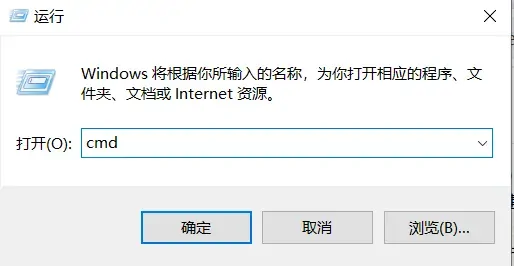 运行
Windows 将根据你所输入的名称，为你打开相应的程序、文
件夹、文档或 Internet 资源。
打开(O): cmd
确定 取消 浏览(B)...